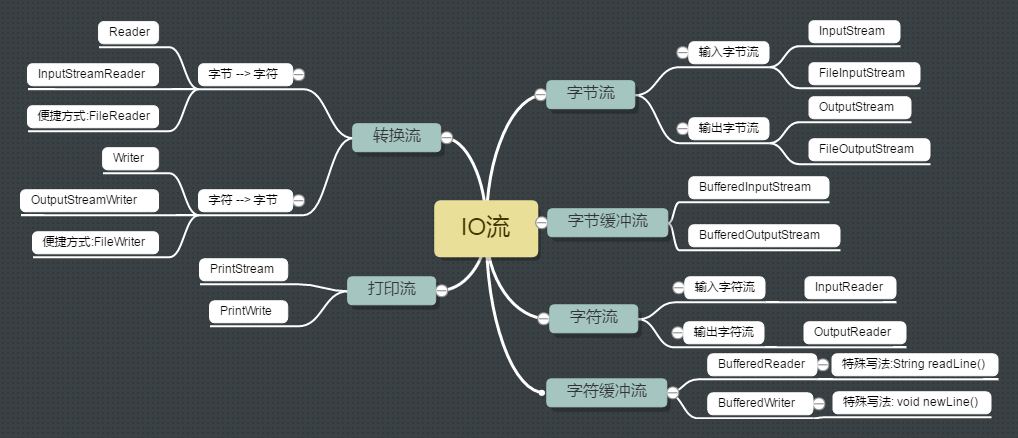 IO流
字节流
输入字节流
InputStream
FileInputStream
输出字节流
OutputStream
FileOutputStream
字节缓冲流
BufferedInputStream
BufferedOutputStream
字符流
输入字符流
InputReader
输出字符流
OutputReader
字符缓冲流
BufferedReader
特殊写法:String readLine()
BufferedWriter
特殊写法: void newLine()
转换流
字节 --> 字符
Reader
InputStreamReader
便捷方式:FileReader
字符 --> 字节
Writer
OutputStreamWriter
便捷方式:FileWriter
打印流
PrintStream
PrintWrite